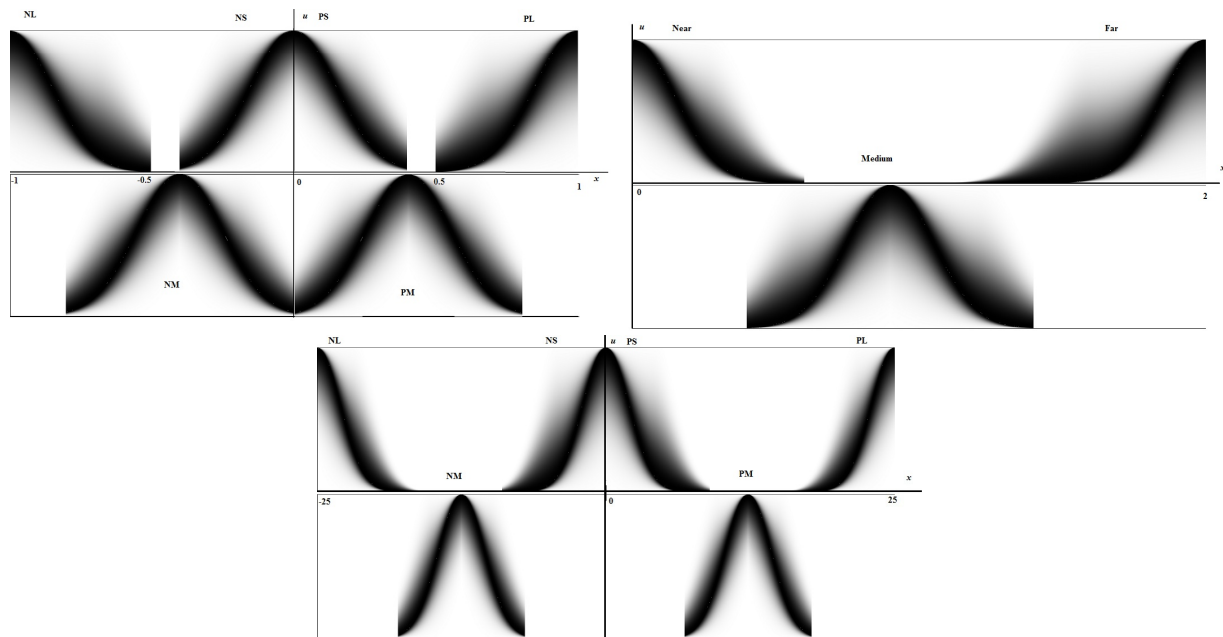 NL NS u PS PL
-1 -0.5 0 0.5 1 x
NM PM
u Near Far
Medium
x
0 2
NL NS u PS PL
NM PM x
-25 0 25